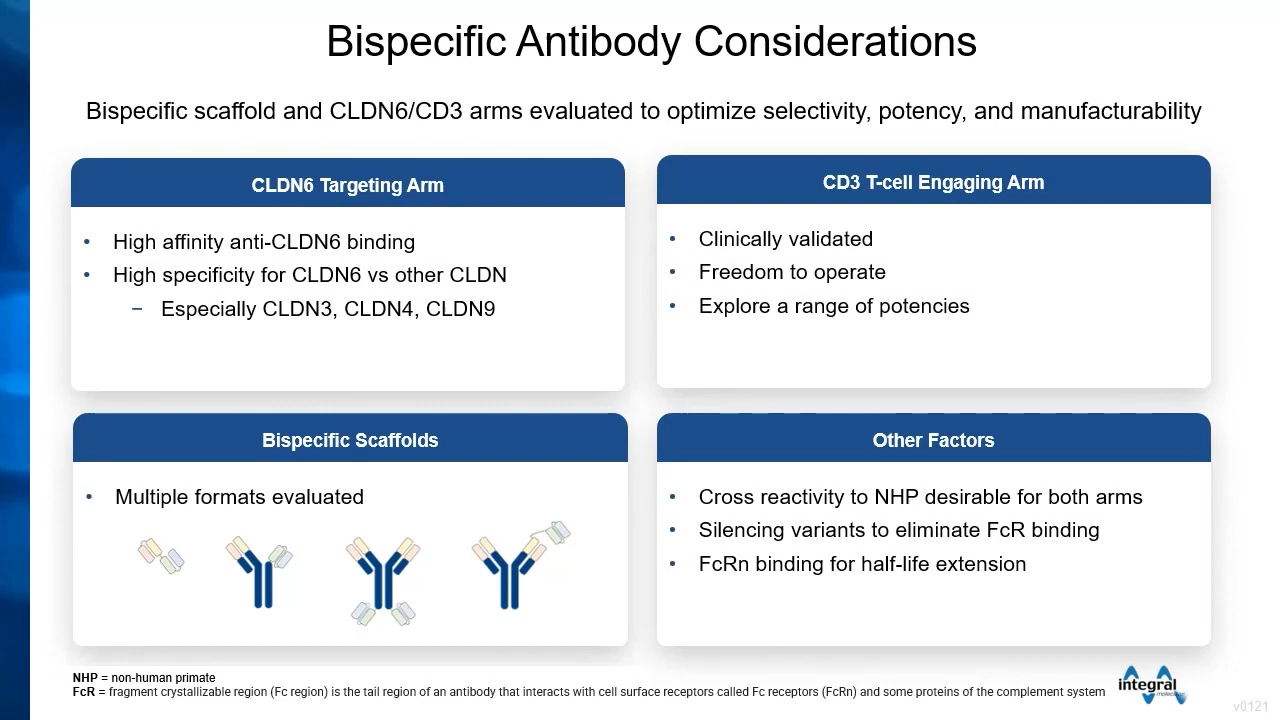 Bispecific Antibody Considerations
Bispecific scaffold and CLDN6/CD3 arms evaluated to optimize selectivity, potency, and manufacturability
CLDN6 Targeting Arm
• High affinity anti-CLDN6 binding
• High specificity for CLDN6 vs other CLDN
− Especially CLDN3, CLDN4, CLDN9
CD3 T-cell Engaging Arm
• Clinically validated
• Freedom to operate
• Explore a range of potencies
Bispecific Scaffolds
• Multiple formats evaluated
Other Factors
• Cross reactivity to NHP desirable for both arms
• Silencing variants to eliminate FcR binding
• FcRn binding for half-life extension
NHP = non-human primate
FcR = fragment crystallizable region (Fc region) is the tail region of an antibody that interacts with cell surface receptors called Fc receptors (FcRn) and some proteins of the complement system
integral
molecular
v0121